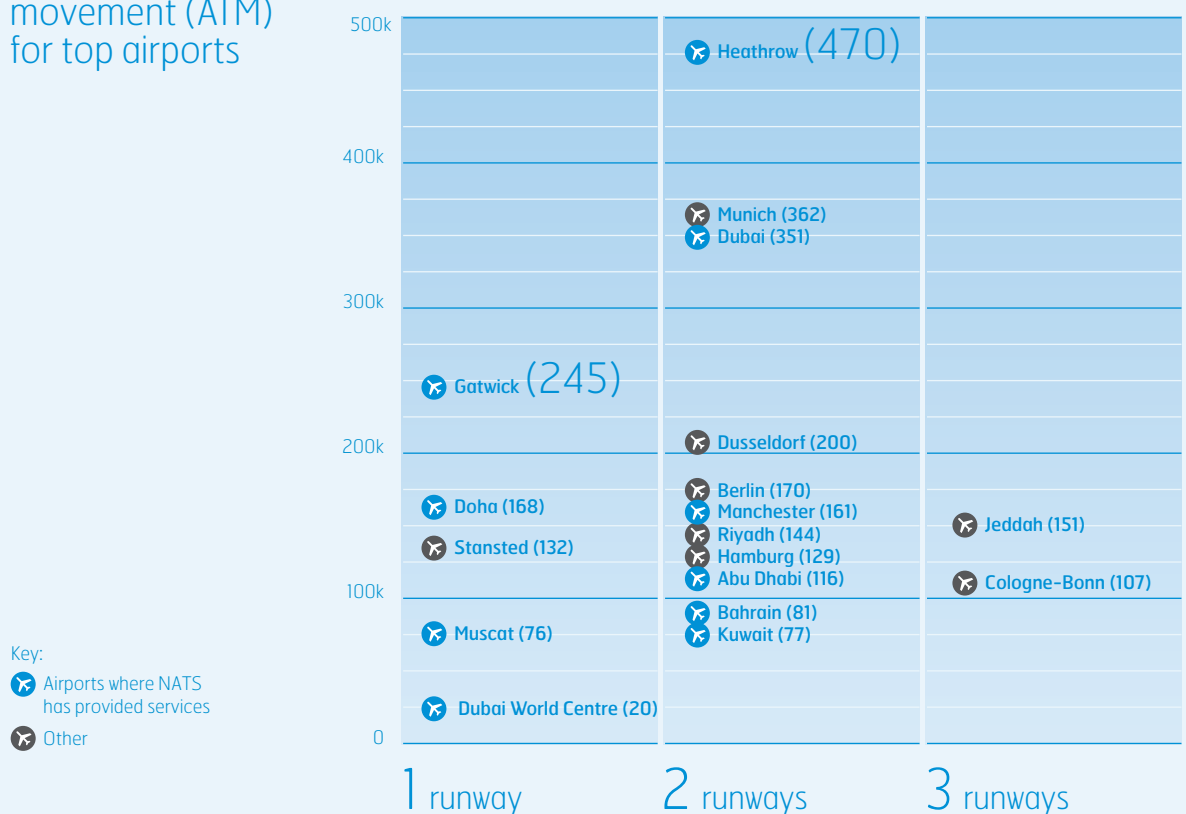 movement (ATM)
for top airports
500k
400k
300k
200k
100k
0
Gatwick (245)
Doha (168)
Stansted (132)
Muscat (76)
Dubai World Centre (20)
1 runway
Heathrow (470)
Munich (362)
Dubai (351)
Dusseldorf (200)
Berlin (170)
Manchester (161)
Riyadh (144)
Hamburg (129)
Abu Dhabi (116)
Bahrain (81)
Kuwait (77)
2 runways
Jeddah (151)
Cologne-Bonn (107)
3 runways
Key:
Airports where NATS
has provided services
Other